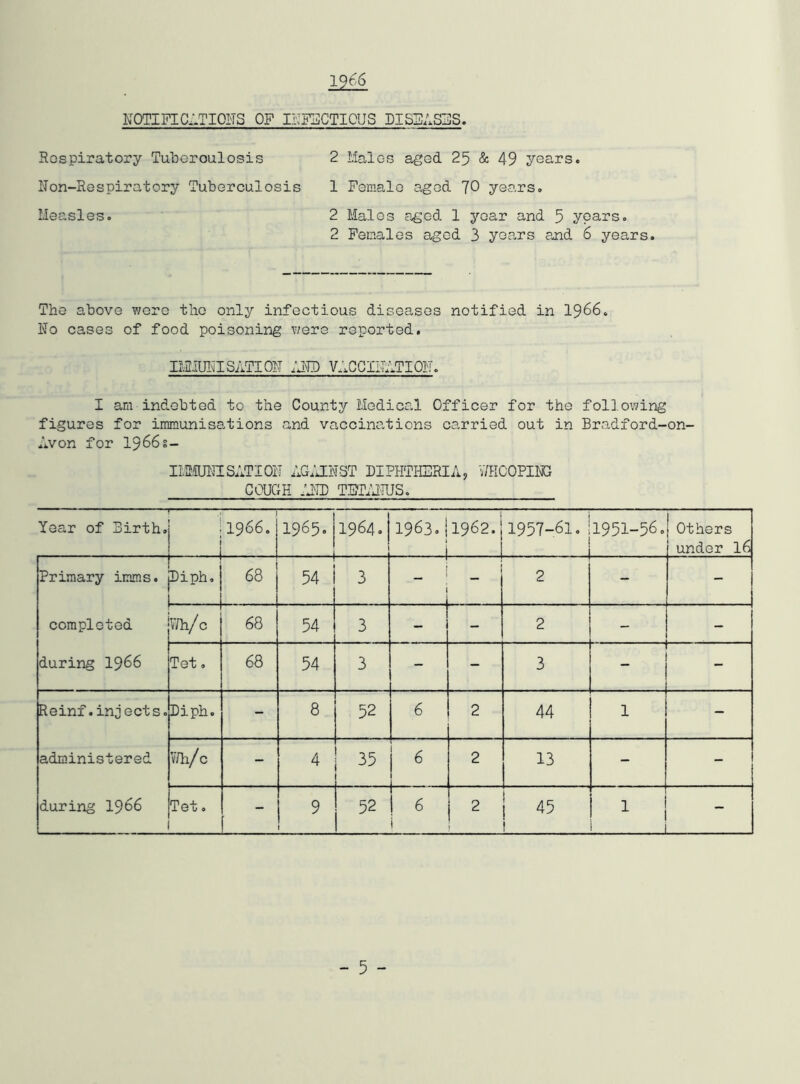 1966
NOTIFICATIONS OF INFECTIOUS DISEASES.
Respiratory Tuberculosis 2 Males aged 25 & 49 years.
Non-Respiratory Tuberculosis 1 Female aged 70 years.
Measles. 2 Males aged 1 year and 5 years.
2 Females aged 3 years and 6 years.
The above were the only infectious diseases notified in 1966.
No cases of food poisoning were reported.
IMMUNISATION AND VACCINATION.
I am indebted to the County Medical Officer for the following
figures for immunisations and vaccinations carried out in Bradford-on-
Avon for 1966:-
IMMUNISATION AGAINST DIPHTHERIA, WHOOPING
COUGH AND TETANUS.
Year of Birth. 1966. 1965. 1964. 1963. 1962. 1957-61. 1951-56. Others
under 16
Primary imms. Diph. 68 54 3 - - 2 - -
completed Wh/c 68 54 3 - - 2 - -
during 1966 Tet. 68 54 3 - - 3 - -
Reinf.injects. Diph. - 8 52 6 2 44 1 -
administered Wh/c - 4 35 6 2 13 - -
during 1966 Tet. - 9 52 6 2 45 1 -
- 5 -